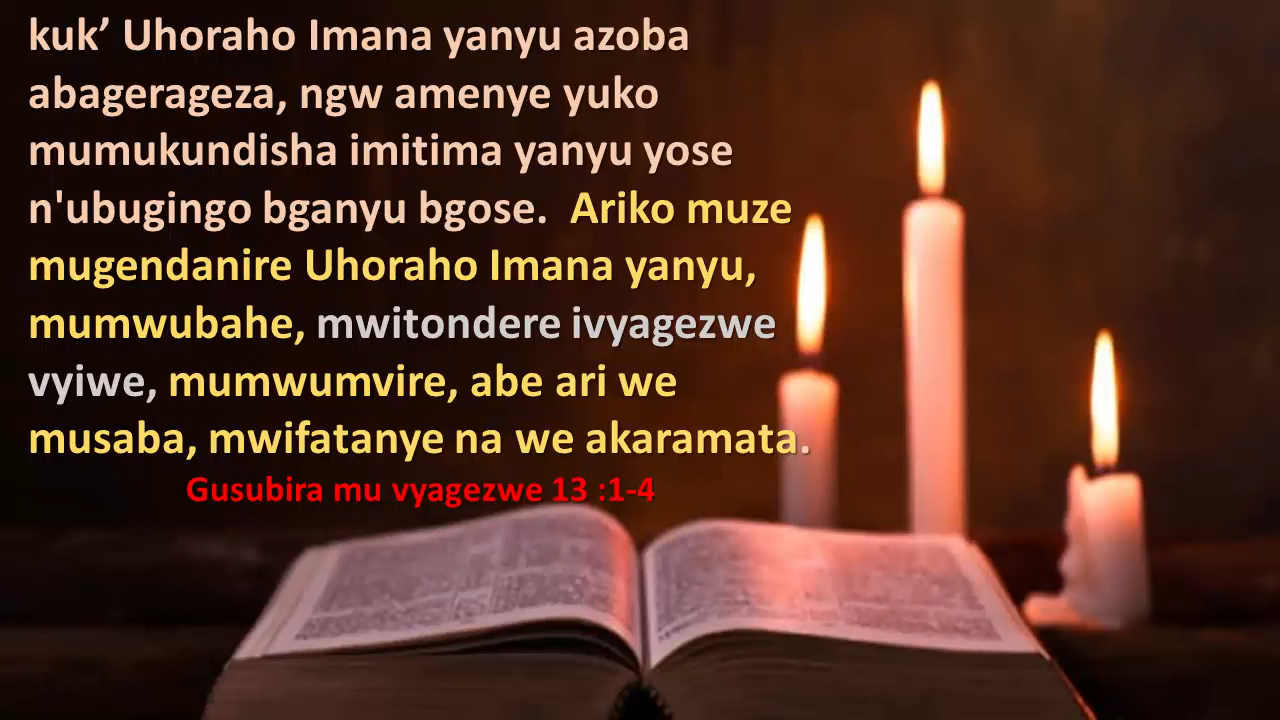 kuk’ Uhoraho Imana yanyu azoba
abagerageza, ngw amenye yuko
mumukundisha imitima yanyu yose
n'ubugingo bganyu bgose.  Ariko muze
mugendanire Uhoraho Imana yanyu,
mumwubahe, mwitondere ivyagezwe
vyiwe, mumwumvire, abe ari we
musaba, mwifatanye na we akaramata.
Gusubira mu vyagezwe 13 :1-4